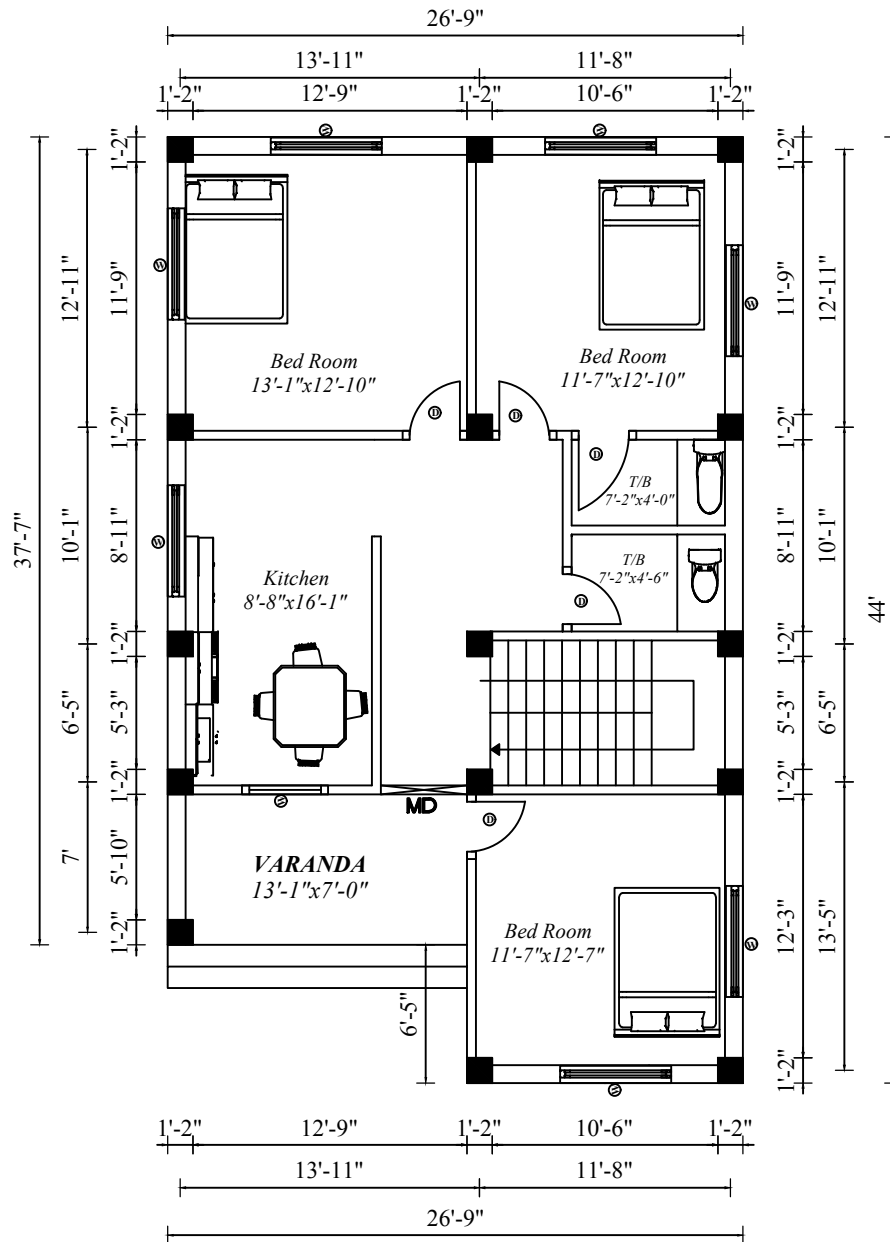 26'-9"
13'-11" 11'-8"
1'-2" 12'-9" 1'-2" 10'-6" 1'-2"
W W
1'-2" 1'-2"
37'-7" 12'-11" 11'-9" W W 11'-9" 12'-11" 44'
Bed Room
13'-1"x12'-10"
Bed Room
11'-7"x12'-10"
D D
1'-2" 1'-2"
D
T/B
7'-2"x4'-0"
10'-1" 8'-11" W 8'-11" 10'-1"
Kitchen
8'-8"x16'-1"
T/B
7'-2"x4'-6"
D
1'-2" 1'-2"
6'-5" 5'-3" 5'-3" 6'-5"
1'-2" 1'-2"
W MD D
7' 5'-10"
VARANDA
13'-1"x7'-0"
1'-2"
Bed Room
11'-7"x12'-7"
W 12'-3" 13'-5"
6'-5"
1'-2"
W
1'-2" 12'-9" 1'-2" 10'-6" 1'-2"
13'-11" 11'-8"
26'-9"